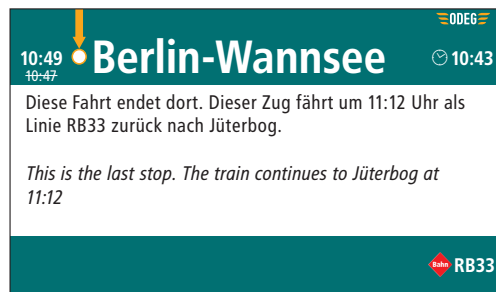 ODEG
10:49 Berlin-Wannsee 10:43
10:47
Diese Fahrt endet dort. Dieser Zug fährt um 11:12 Uhr als
Linie RB33 zurück nach Jüterbog.
This is the last stop. The train continues to Jüterbog at
11:12
Bahn RB33